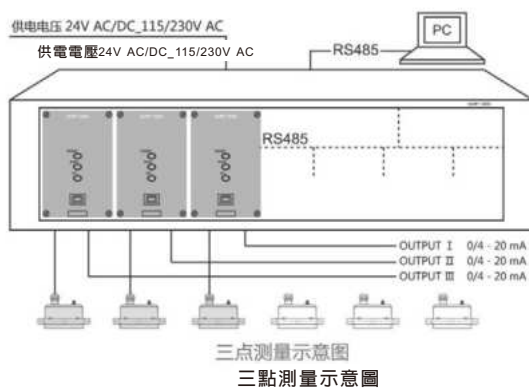 供电电压 24V AC/DC_115/230V AC
供電電壓24V AC/DC_115/230V AC
PC
RS485
RS485
OUTPUT I 0/4 - 20 mA
OUTPUT II 0/4 - 20 mA
OUTPUT III 0/4 - 20 mA
三点测量示意图
三點測量示意圖